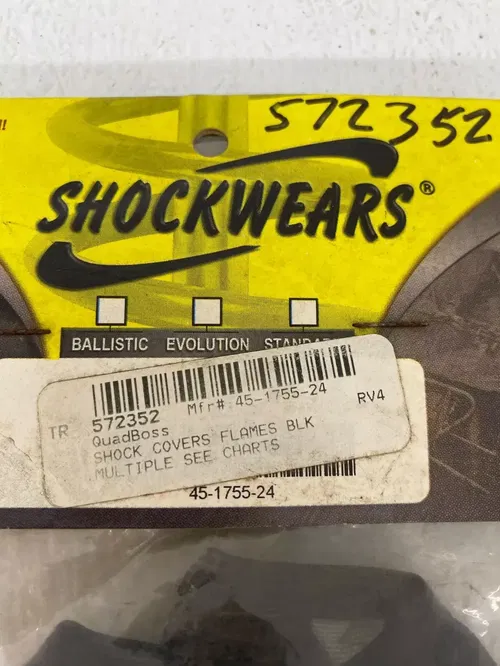 572352
SHOCKWEARS®
BALLISTIC EVOLUTION
572352 Mfr# 45-1755-24
TR QuadBoss RV4
SHOCK COVERS FLAMES BLK
MULTIPLE SEE CHARTS
45-1755-24